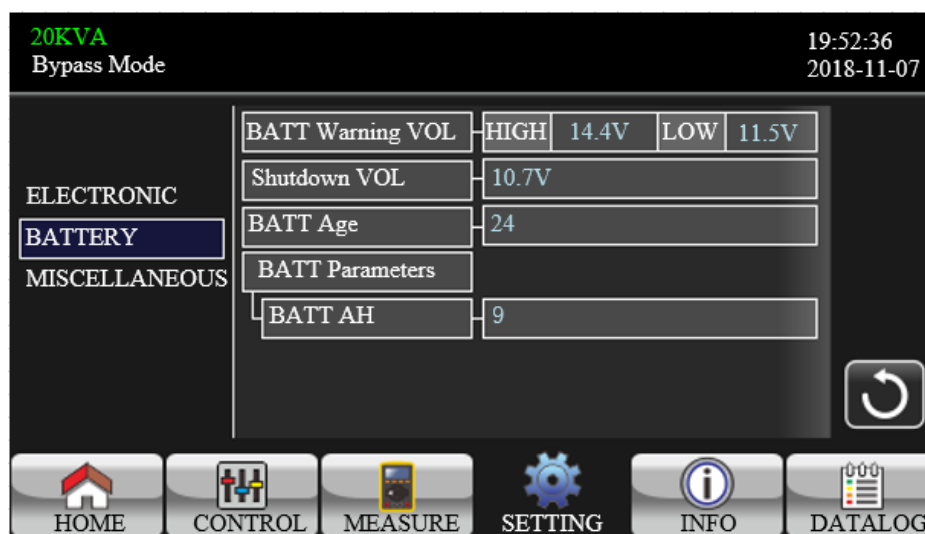 20KVA
19:52:36
Bypass Mode
2018-11-07
BATT Warning VOL HIGH 14.4V LOW 11.5V
Shutdown VOL 10.7V
ELECTRONIC
BATT Age 24
BATTERY
BATT Parameters
MISCELLANEOUS
BATT AH 9
HOME CONTROL MEASURE SETTING INFO DATALOG